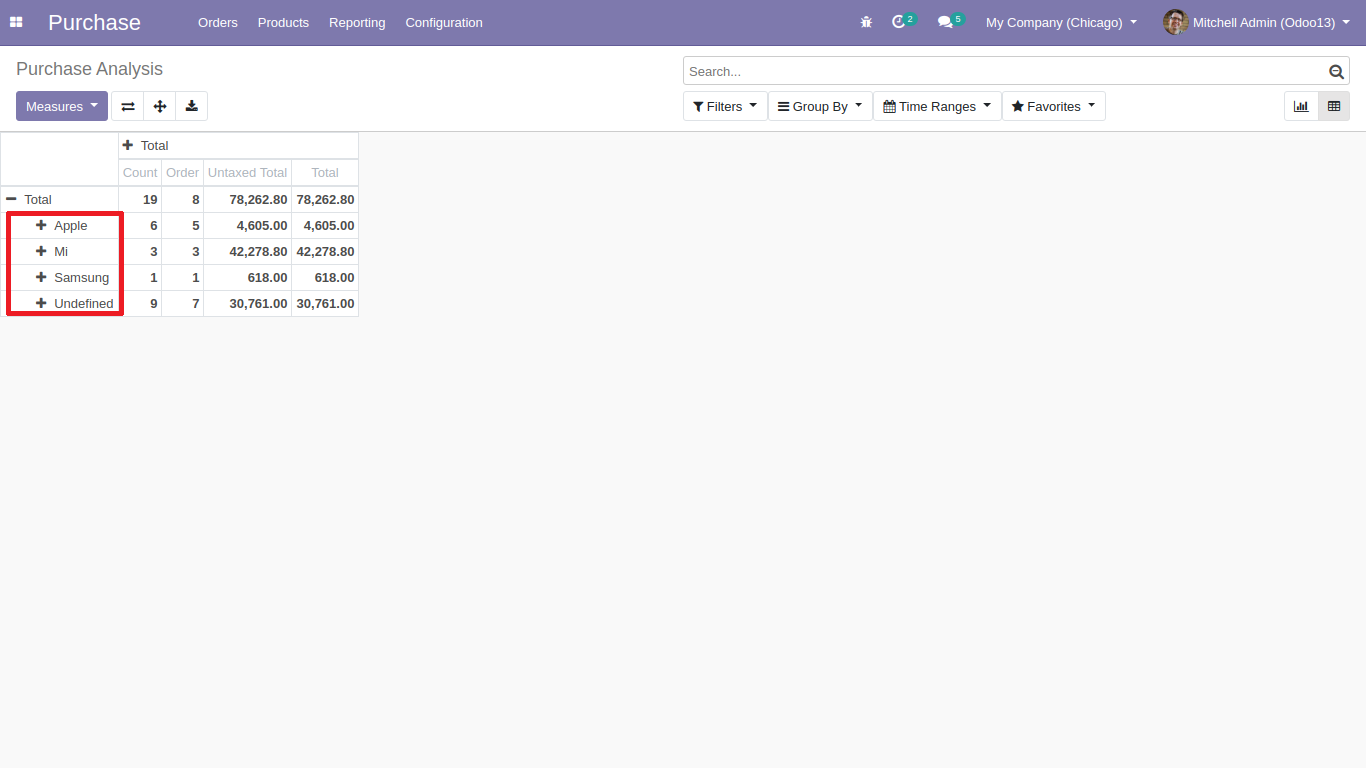 Purchase Orders Products Reporting Configuration 2 5 My Company (Chicago) Mitchell Admin (Odoo13)
Purchase Analysis Search...
Measures Filters Group By Time Ranges Favorites
Total
Count Order Untaxed Total Total
Total 19 8 78,262.80 78,262.80
Apple 6 5 4,605.00 4,605.00
Mi 3 3 42,278.80 42,278.80
Samsung 1 1 618.00 618.00
Undefined 9 7 30,761.00 30,761.00